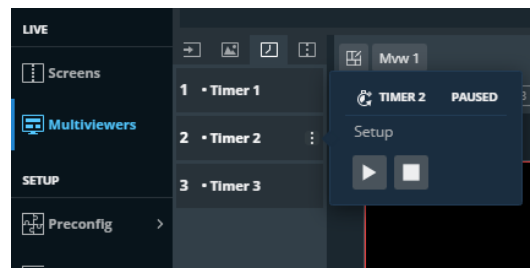 LIVE
Screens
Multiviewers
SETUP
Preconfig
1 • Timer 1
2 • Timer 2
3 • Timer 3
Mvw 1
TIMER 2 PAUSED
Setup